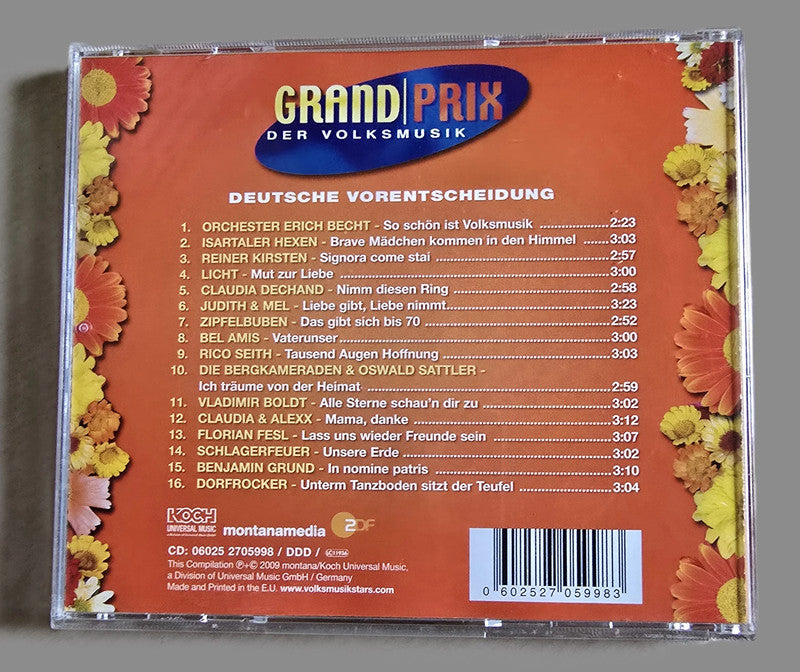 GRAND PRIX
DER VOLKSMUSIK
DEUTSCHE VORENTSCHEIDUNG
1. ORCHESTER ERICH BECHT - So schön ist Volksmusik ................2:23
2. ISARTALER HEXEN - Brave Mädchen kommen in den Himmel .......3:03
3. REINER KIRSTEN - Signora come stai ................2:57
4. LICHT - Mut zur Liebe ................3:00
5. CLAUDIA DECHAND - Nimm diesen Ring ................2:58
6. JUDITH & MEL - Liebe gibt, Liebe nimmt ................3:23
7. ZIPFELBUBEN - Das gibt sich bis 70 ................2:52
8. BEL AMIS - Vaterunser ................3:00
9. RICO SEITH - Tausend Augen Hoffnung ................3:03
10. DIE BERGKAMERADEN & OSWALD SATTLER -
Ich träume von der Heimat ................2:59
11. VLADIMIR BOLDT - Alle Sterne schau'n dir zu ................3:02
12. CLAUDIA & ALEXX - Mama, danke ................3:12
13. FLORIAN FESL - Lass uns wieder Freunde sein ................3:07
14. SCHLAGERFEUER - Unsere Erde ................3:02
15. BENJAMIN GRUND - In nomine patris ................3:10
16. DORFROCKER - Unterm Tanzboden sitzt der Teufel ................3:04
KOCH
UNIVERSAL MUSIC
montanamedia
ZDF
CD: 06025 2705998 / DDD / LC11936
This Compilation ℗+© 2009 montana/Koch Universal Music,
a Division of Universal Music GmbH / Germany
Made and Printed in the E.U. www.volksmusikstars.com
0 602527 059983